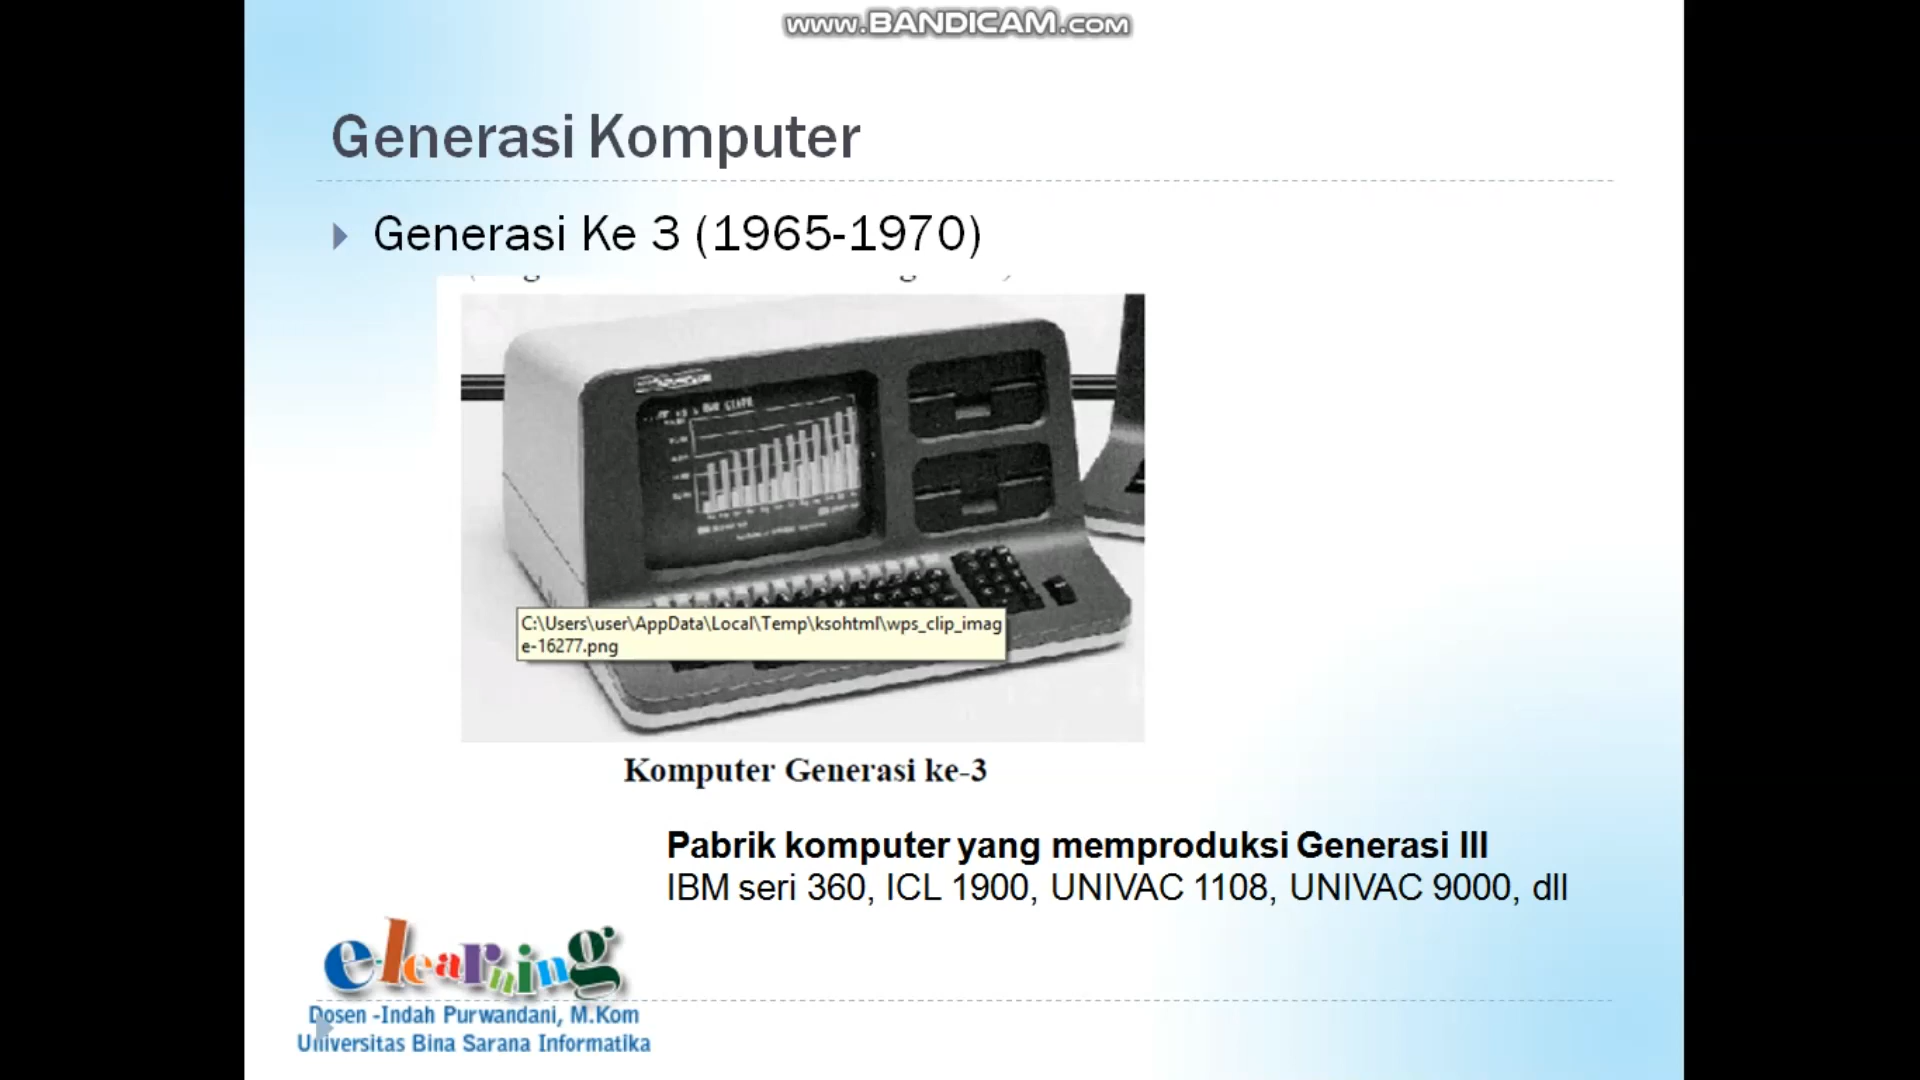 www.BANDICAM.com
Generasi Komputer
Generasi Ke 3 (1965-1970)
C:\Users\user\AppData\Local\Temp\ksohtml\wps_clip_imag
e-16277.png
Komputer Generasi ke-3
Pabrik komputer yang memproduksi Generasi III
IBM seri 360, ICL 1900, UNIVAC 1108, UNIVAC 9000, dll
e-learning
Dosen -Indah Purwandani, M.Kom
Universitas Bina Sarana Informatika